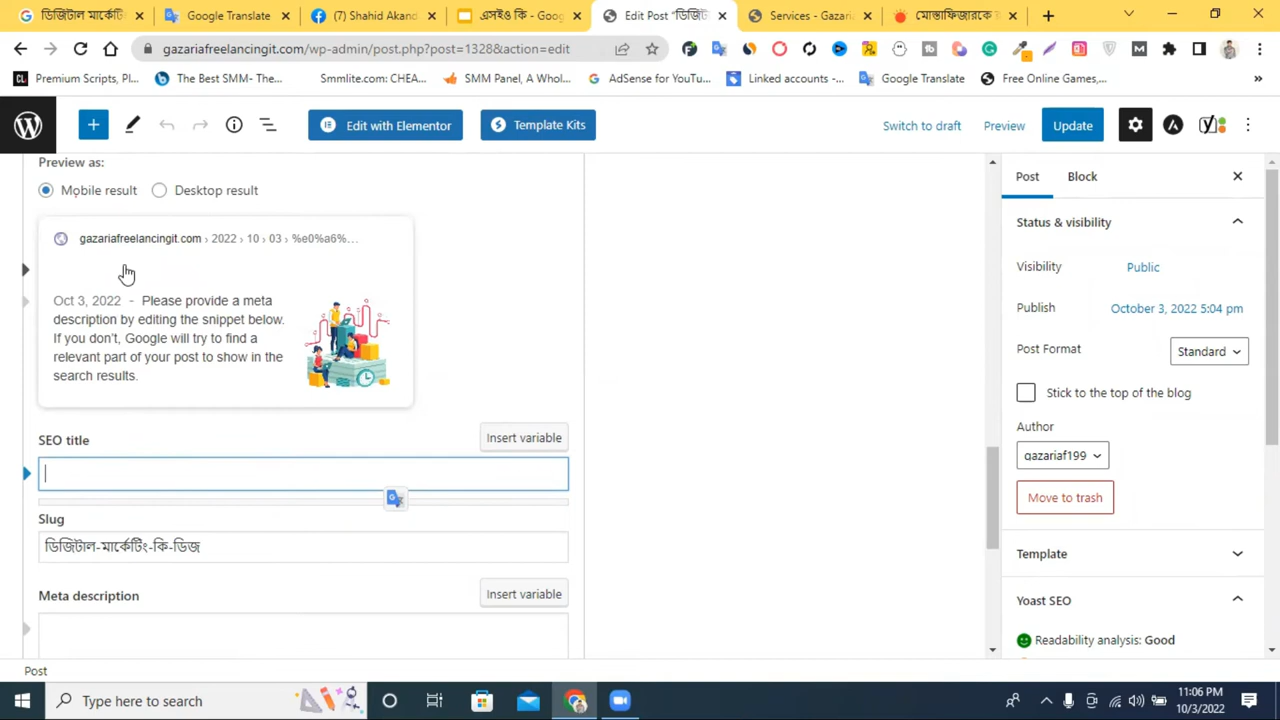 ডিজিটাল মার্কেটি
Google Translate
(7) Shahid Akand
এসইও কি - Goog
Edit Post "ডিজিট
Services - Gazaria
মোস্তাফিজারকে র
gazariafreelancingit.com/wp-admin/post.php?post=1328&action=edit
Premium Scripts, Pl...
The Best SMM- The...
Smmlite.com: CHEA...
SMM Panel, A Whol...
AdSense for YouTu...
Linked accounts -...
Google Translate
Free Online Games,...
Edit with Elementor
Template Kits
Switch to draft
Preview
Update
Preview as:
Mobile result
Desktop result
gazariafreelancingit.com › 2022 › 10 › 03 › %e0%a6%...
Oct 3, 2022 - Please provide a meta
description by editing the snippet below.
If you don't, Google will try to find a
relevant part of your post to show in the
search results.
SEO title
Insert variable
Slug
ডিজিটাল-মার্কেটিং-কি-ডিজ
Meta description
Insert variable
Post
Block
Status & visibility
Visibility
Public
Publish
October 3, 2022 5:04 pm
Post Format
Standard
Stick to the top of the blog
Author
gazariaf199
Move to trash
Template
Yoast SEO
Readability analysis: Good
Post
Type here to search
11:06 PM
10/3/2022